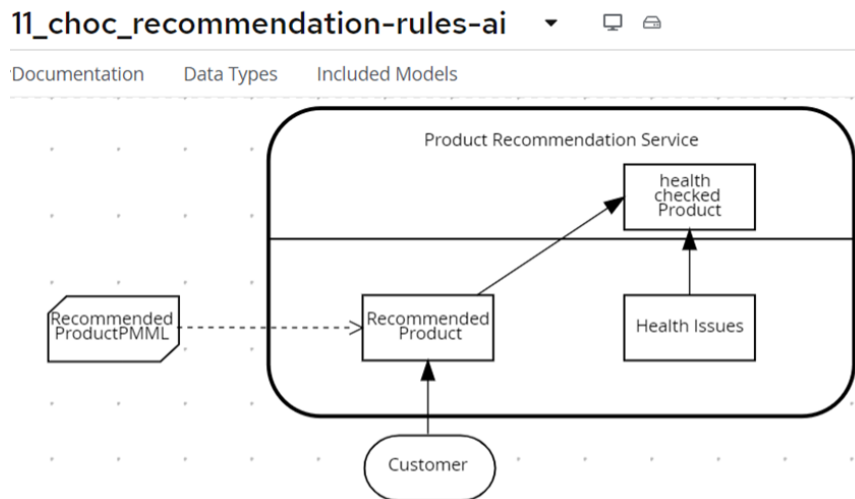 11_choc_recommendation-rules-ai
Documentation Data Types Included Models
Product Recommendation Service
health
checked
Product
Recommended
ProductPMML
Recommended
Product
Health Issues
Customer